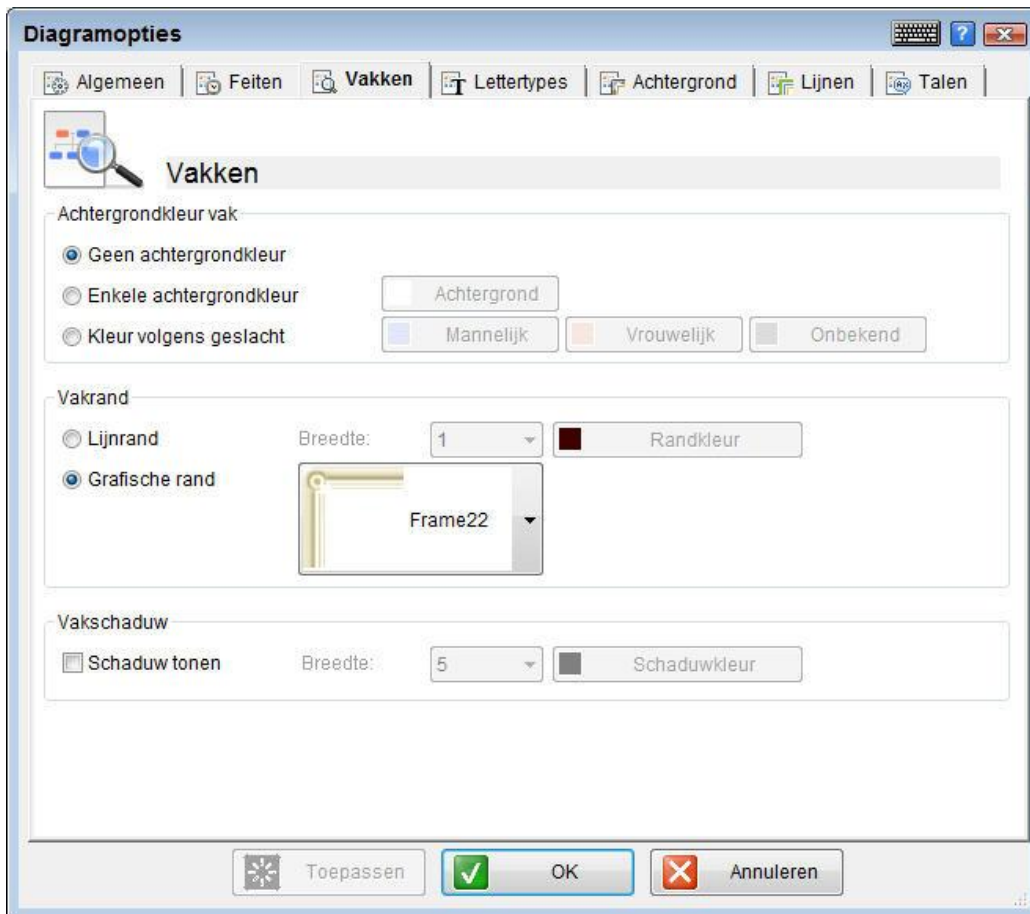 Diagramopties
Algemeen Feiten Vakken Lettertypes Achtergrond Lijnen Talen
Vakken
Achtergrondkleur vak
Geen achtergrondkleur
Enkele achtergrondkleur Achtergrond
Kleur volgens geslacht Mannelijk Vrouwelijk Onbekend
Vakrand
Lijnrand Breedte: 1 Randkleur
Grafische rand
Frame22
Vakschaduw
Schaduw tonen Breedte: 5 Schaduwkleur
Toepassen OK Annuleren